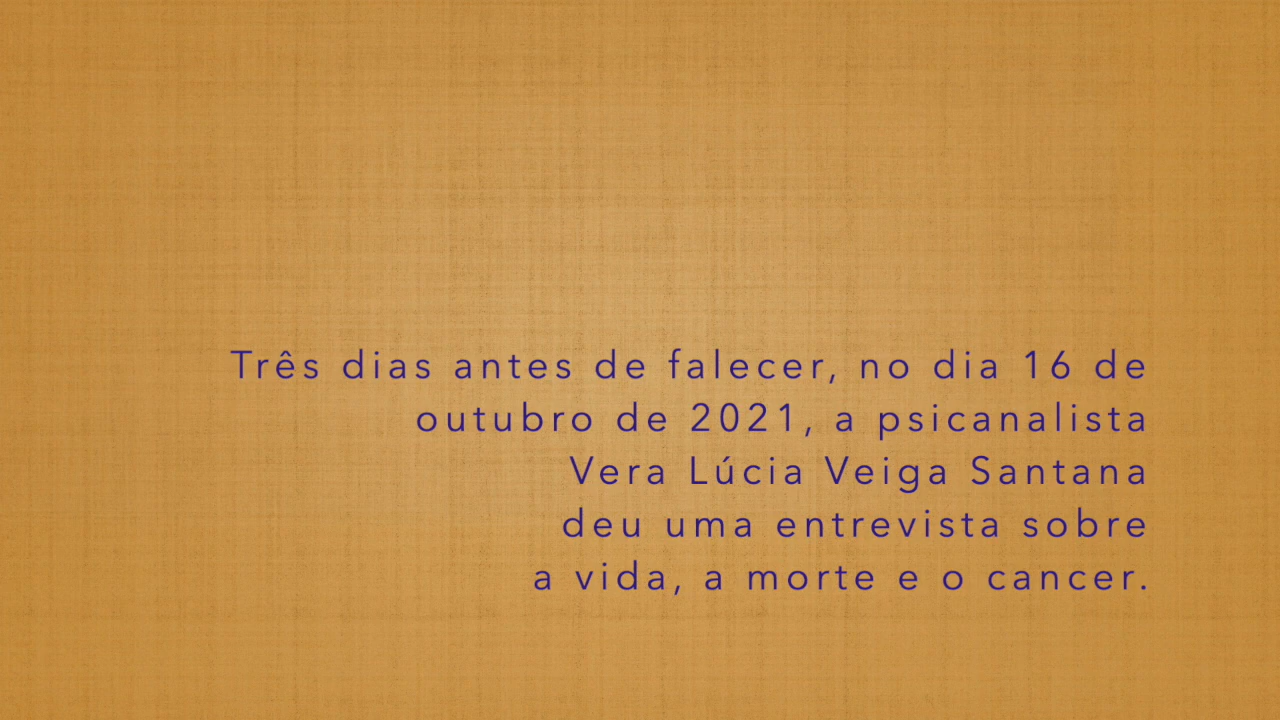 Três dias antes de falecer, no dia 16 de
outubro de 2021, a psicanalista
Vera Lúcia Veiga Santana
deu uma entrevista sobre
a vida, a morte e o cancer.